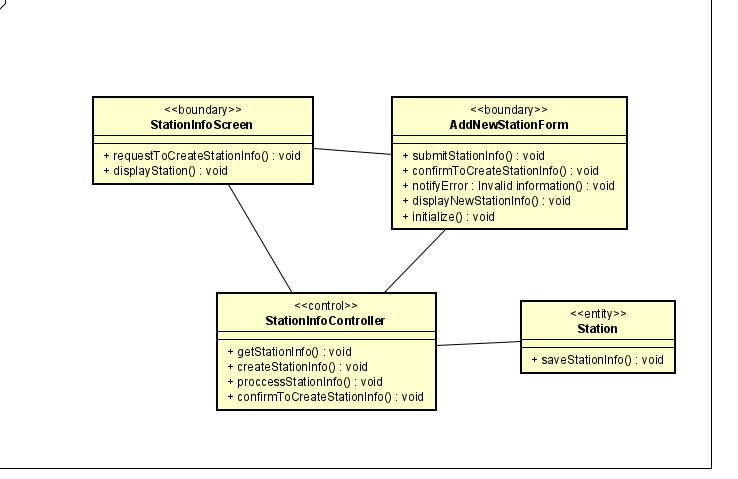 <<boundary>>
StationInfoScreen
+ requestToCreateStationInfo() : void
+ displayStation() : void
<<boundary>>
AddNewStationForm
+ submitStationInfo() : void
+ confirmToCreateStationInfo() : void
+ notifyError : Invalid information() : void
+ displayNewStationInfo() : void
+ initialize() : void
<<control>>
StationInfoController
+ getStationInfo() : void
+ createStationInfo() : void
+ proccessStationInfo() : void
+ confirmToCreateStationInfo() : void
<<entity>>
Station
+ saveStationInfo() : void